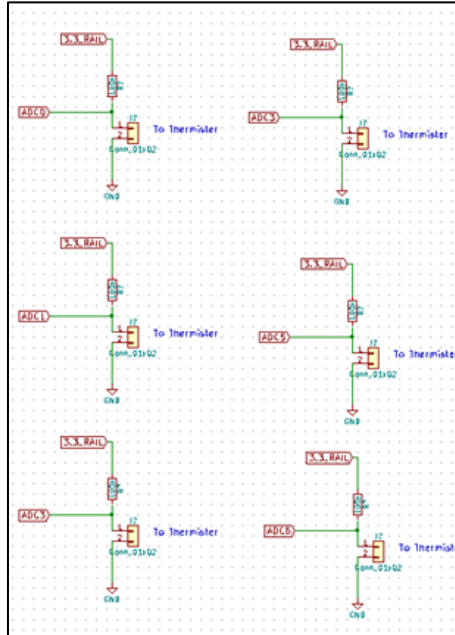 3.3_RAIL
R?
ADC0
J?
1
2
To Thermister
Conn_01x02
GND
3.3_RAIL
R?
ADC3
J?
1
2
To Thermister
Conn_01x02
GND
3.3_RAIL
R?
ADC1
J?
1
2
To Thermister
Conn_01x02
GND
3.3_RAIL
R?
ADC5
J?
1
2
To Thermister
Conn_01x02
GND
3.3_RAIL
ADC3
J?
1
2
To Thermister
Conn_01x02
GND
3.3_RAIL
ADC6
J?
1
2
To Thermiste
Conn_01x02
GND